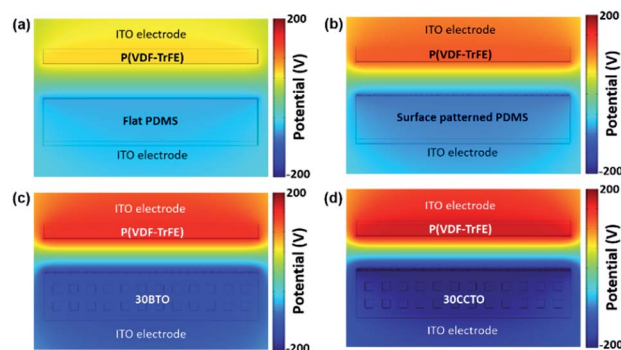 (a)
ITO electrode
P(VDF-TrFE)
Flat PDMS
ITO electrode
200
Potential (V)
-200
(b)
ITO electrode
P(VDF-TrFE)
Surface patterned PDMS
ITO electrode
200
Potential (V)
-200
(c)
ITO electrode
P(VDF-TrFE)
30BTO
ITO electrode
200
Potential (V)
-200
(d)
ITO electrode
P(VDF-TrFE)
30CCTO
ITO electrode
200
Potential (V)
-200